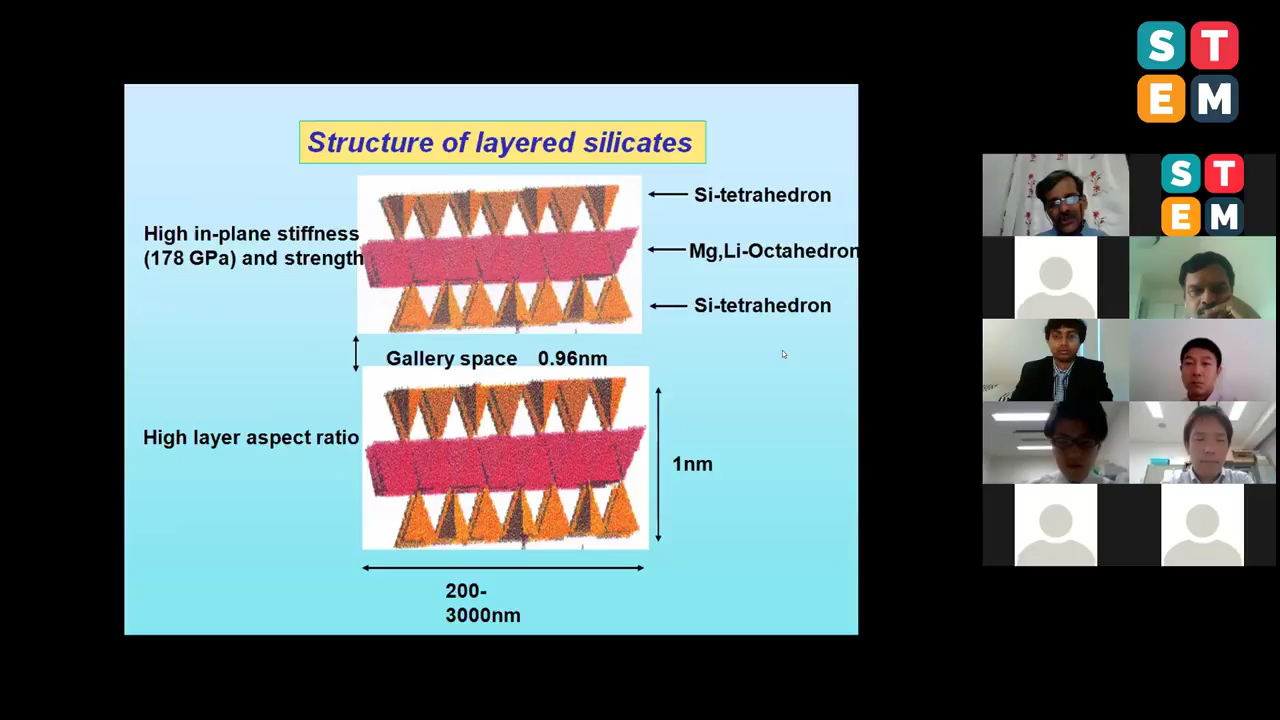 S T
E M
Structure of layered silicates
Si-tetrahedron
High in-plane stiffness
(178 GPa) and strength
Mg,Li-Octahedron
Si-tetrahedron
Gallery space 0.96nm
High layer aspect ratio
1nm
200-
3000nm
S T
E M